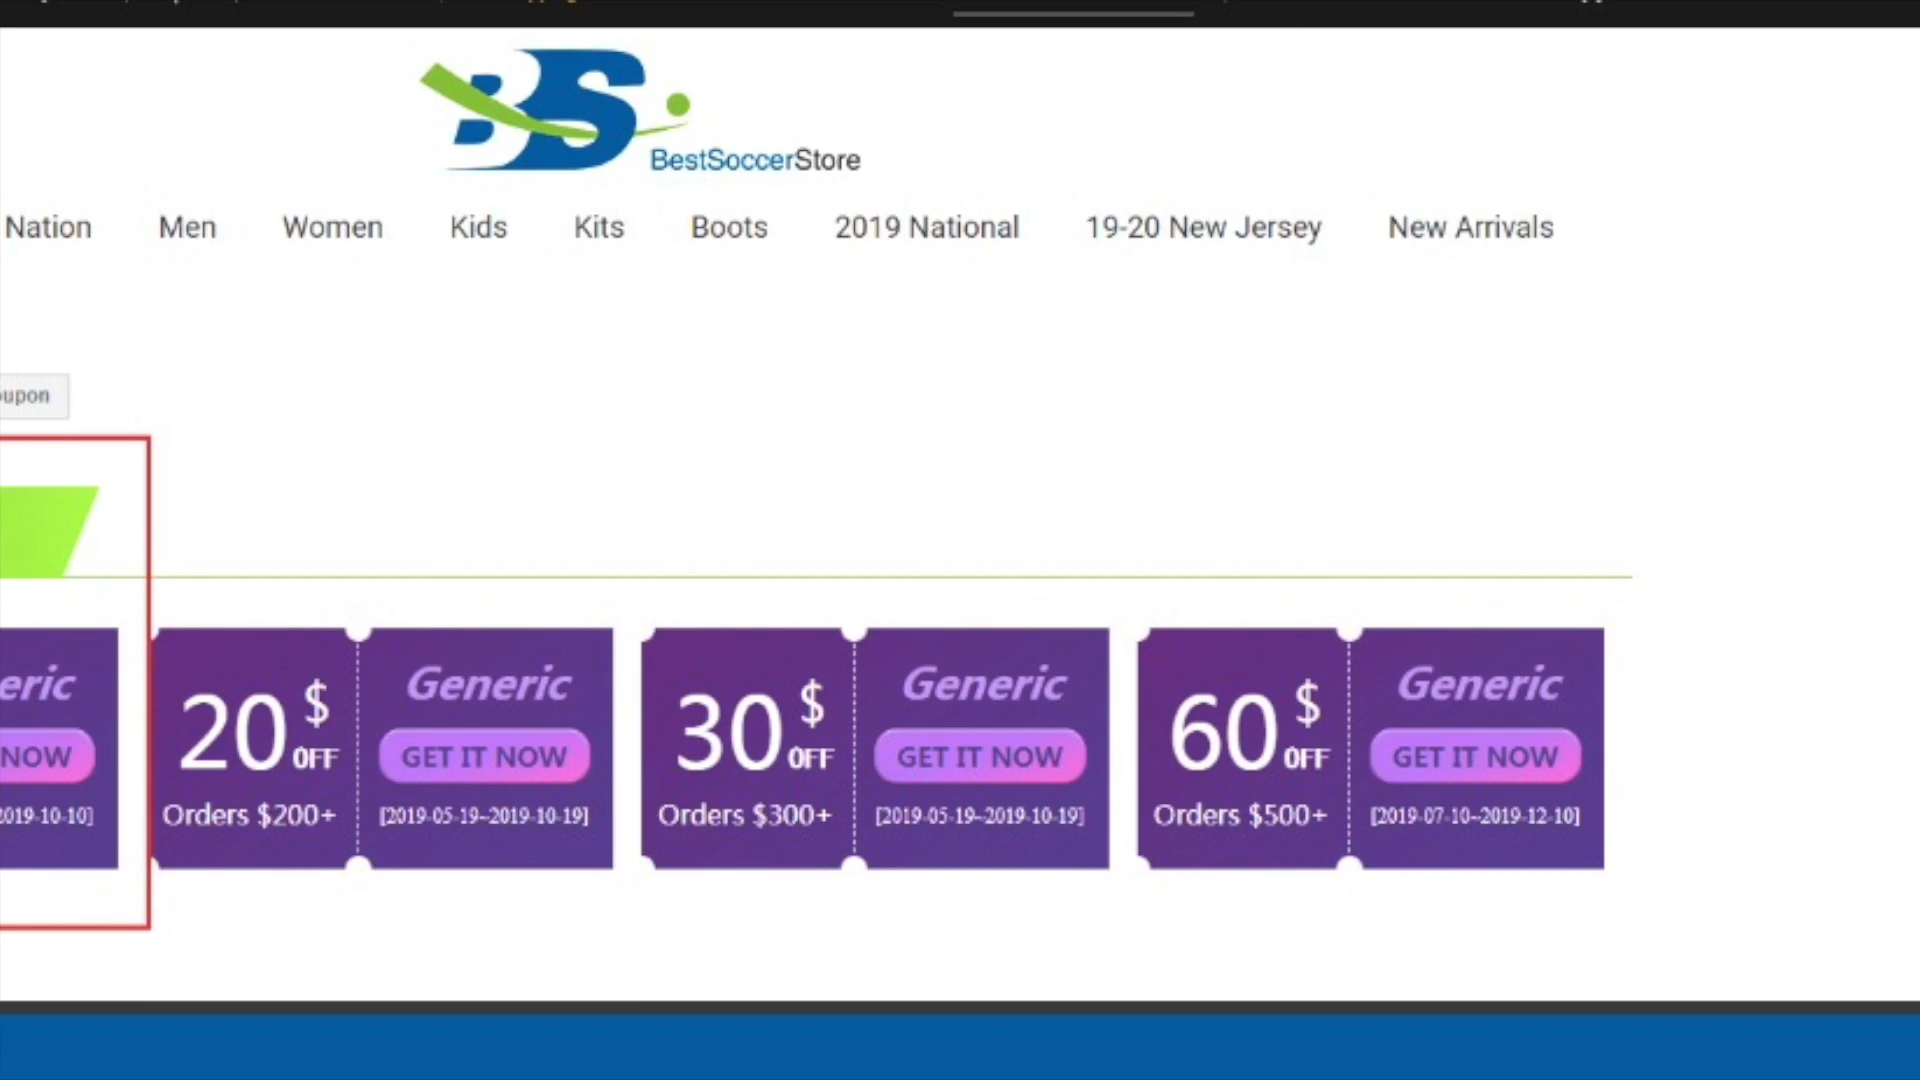 BS
BestSoccerStore
Nation Men Women Kids Kits Boots 2019 National 19-20 New Jersey New Arrivals
oupon
eric
NOW
2019-10-10]
20 $ OFF
Orders $200+
Generic
GET IT NOW
[2019-05-19~2019-10-19]
30 $ OFF
Orders $300+
Generic
GET IT NOW
[2019-05-19~2019-10-19]
60 $ OFF
Orders $500+
Generic
GET IT NOW
[2019-07-10~2019-12-10]